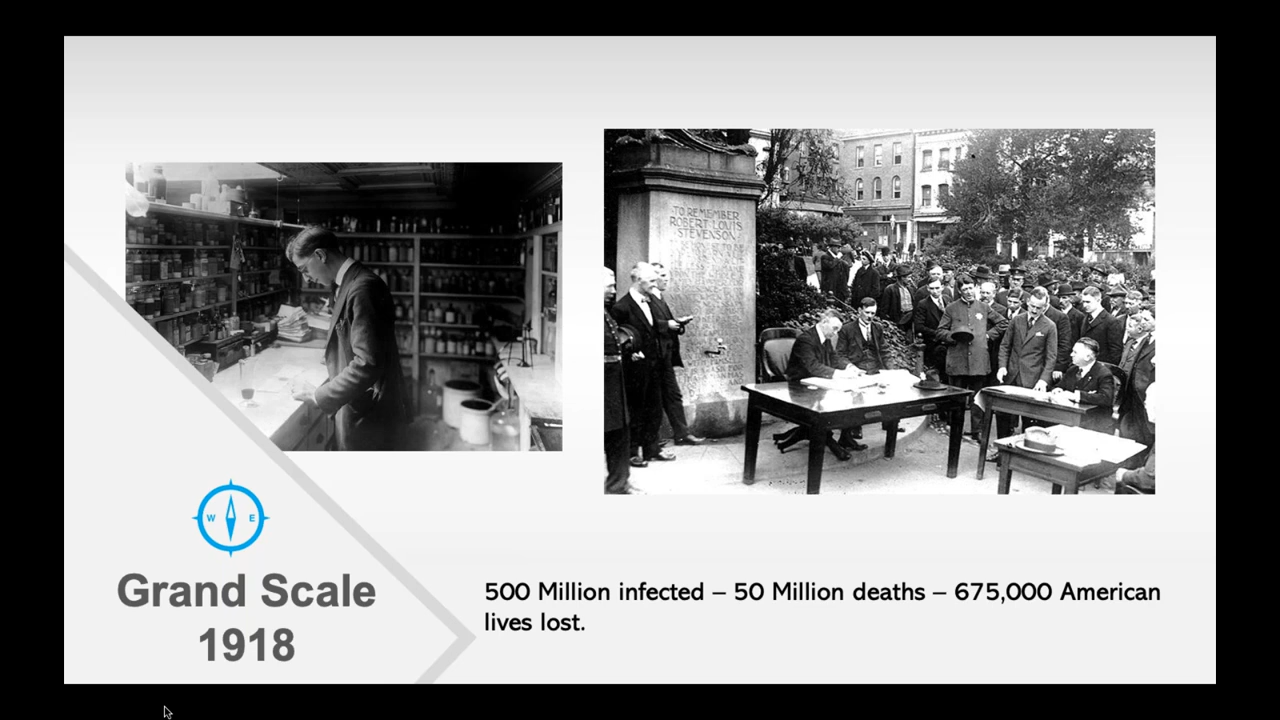 TO REMEMBER
ROBERT LOUIS
STEVENSON
W E
Grand Scale
1918
500 Million infected – 50 Million deaths – 675,000 American
lives lost.